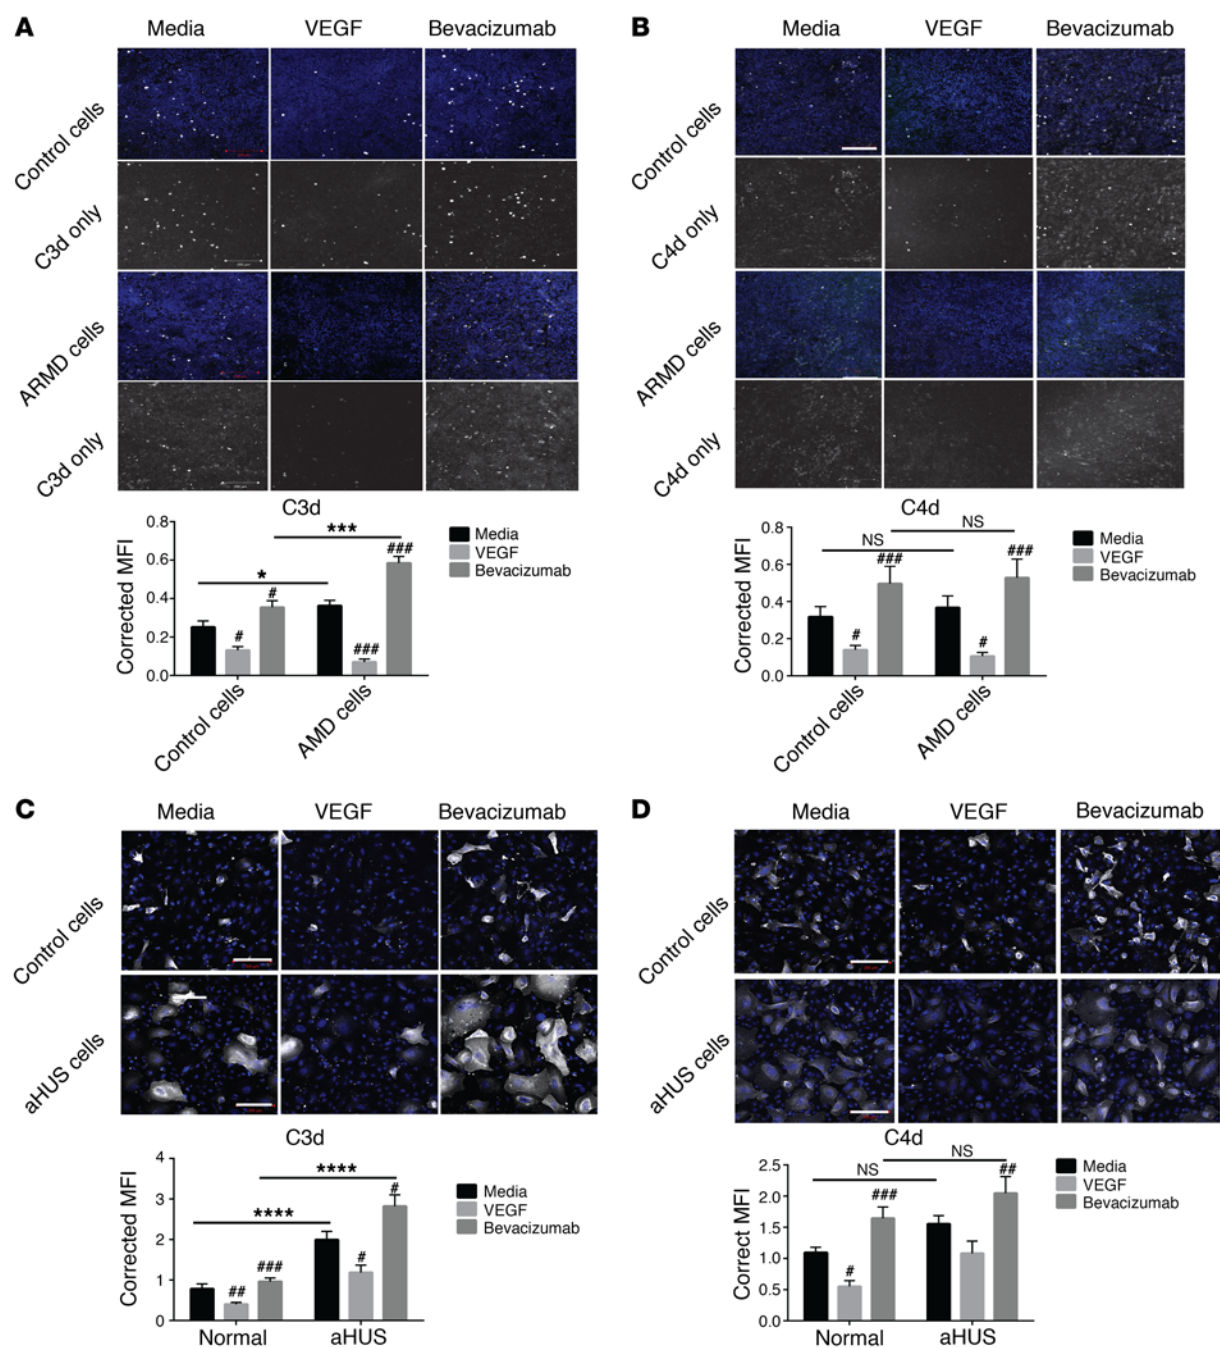 A
Media VEGF Bevacizumab
Control cells
C3d only
ARMD cells
C3d only
C3d
Corrected MFI
0.8
0.6
0.4
0.2
0.0
*
***
#
#
###
###
Media
VEGF
Bevacizumab
Control cells
AMD cells
B
Media VEGF Bevacizumab
Control cells
C4d only
ARMD cells
C4d only
C4d
Corrected MFI
0.8
0.6
0.4
0.2
0.0
NS
NS
#
###
#
###
Media
VEGF
Bevacizumab
Control cells
AMD cells
C
Media VEGF Bevacizumab
Control cells
aHUS cells
C3d
Corrected MFI
4
3
2
1
0
****
****
##
###
#
#
Media
VEGF
Bevacizumab
Normal aHUS
D
Media VEGF Bevacizumab
Control cells
aHUS cells
C4d
Correct MFI
2.5
2.0
1.5
1.0
0.5
0.0
NS
NS
#
###
##
Media
VEGF
Bevacizumab
Normal aHUS